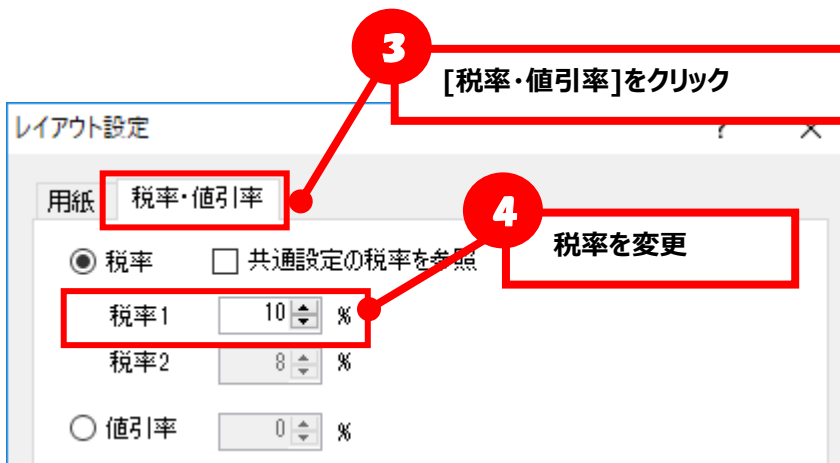 3
[税率・値引率]をクリック
レイアウト設定 ? ×
用紙 税率・値引率
4
税率を変更
税率 共通設定の税率を参照
税率1 10 %
税率2 8 %
値引率 0 %